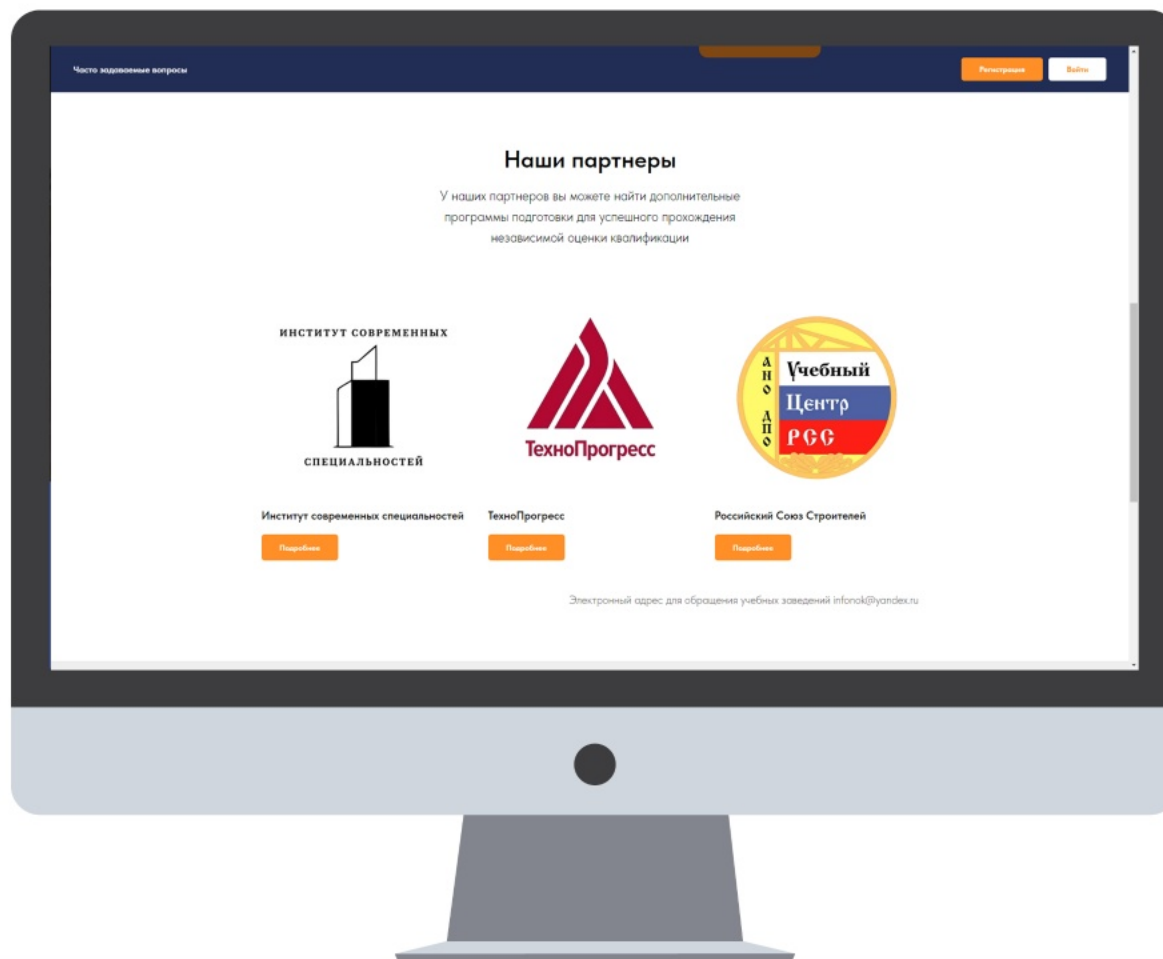 Часто задаваемые вопросы
Регистрация
Войти
Наши партнеры
У наших партнеров вы можете найти дополнительные
программы подготовки для успешного прохождения
независимой оценки квалификации
ИНСТИТУТ СОВРЕМЕННЫХ
СПЕЦИАЛЬНОСТЕЙ
ТехноПрогресс
АНО ДПО
Учебный
Центр
РСС
Институт современных специальностей
ТехноПрогресс
Российский Союз Строителей
Подробнее
Подробнее
Подробнее
Электронный адрес для обращения учебных заведений infonok@yandex.ru